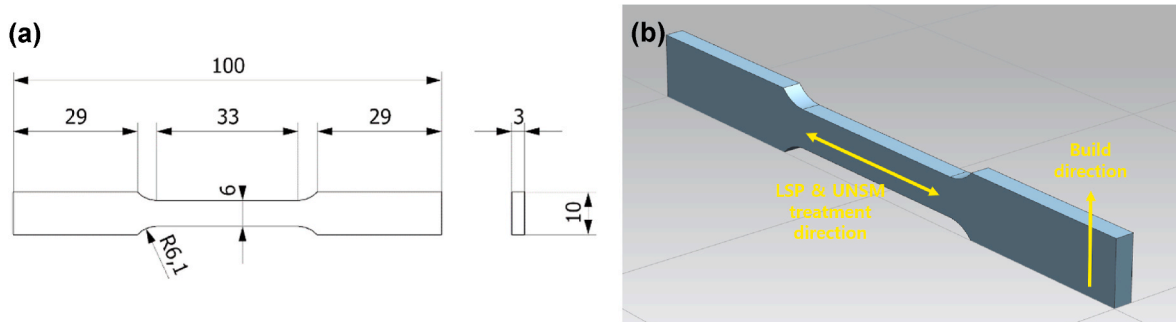 (a)
100
29
33
29
3
6
10
R6,1
(b)
Build
direction
LSP & UNSM
treatment
direction